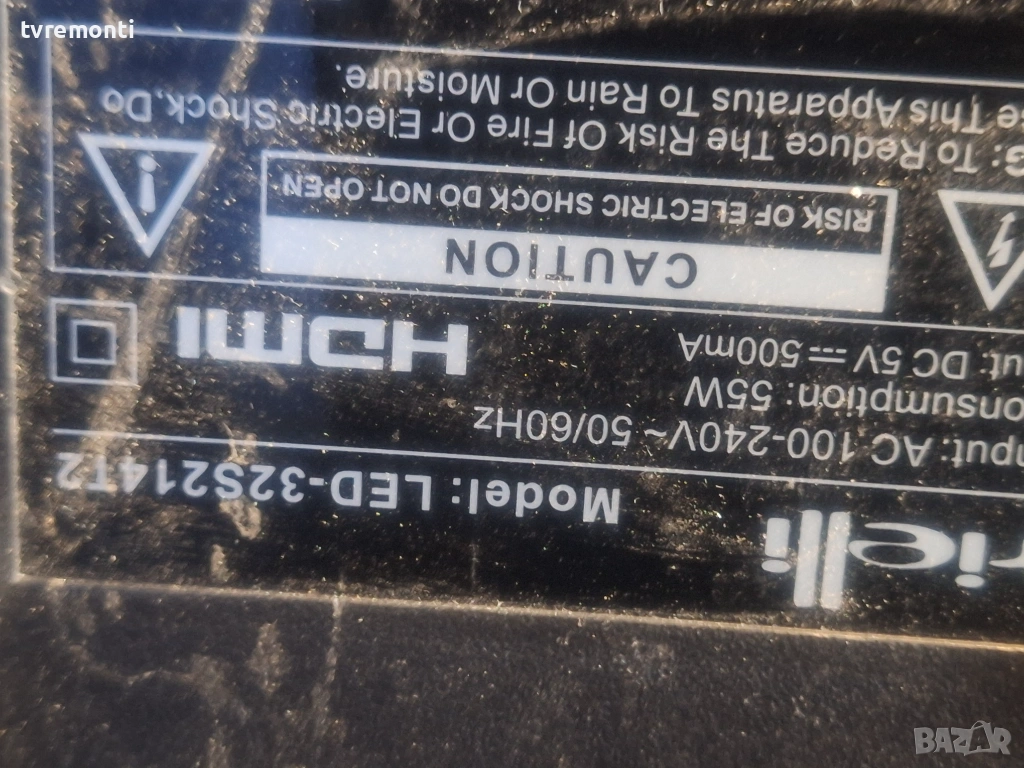 tvremonti
rielli
Model: LED-32S214T2
nput: AC 100-240V~ 50/60Hz
onsumption: 55W
ut: DC 5V ⎓ 500mA
HDMI
CAUTION
RISK OF ELECTRIC SHOCK DO NOT OPEN
G: To Reduce The Risk Of Fire Or Electric Shock,Do
e This Apparatus To Rain Or Moisture.
BAZAR